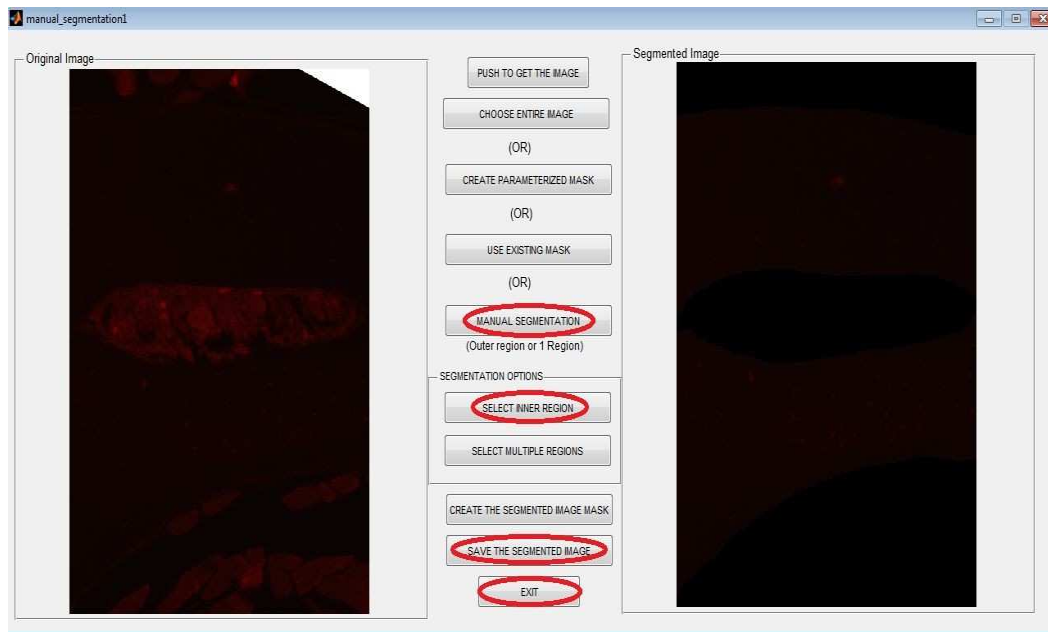 manual_segmentation1
Original Image
PUSH TO GET THE IMAGE
CHOOSE ENTIRE IMAGE
(OR)
CREATE PARAMETERIZED MASK
(OR)
USE EXISTING MASK
(OR)
MANUAL SEGMENTATION
(Outer region or 1 Region)
SEGMENTATION OPTIONS
SELECT INNER REGION
SELECT MULTIPLE REGIONS
CREATE THE SEGMENTED IMAGE MASK
SAVE THE SEGMENTED IMAGE
EXIT
Segmented Image